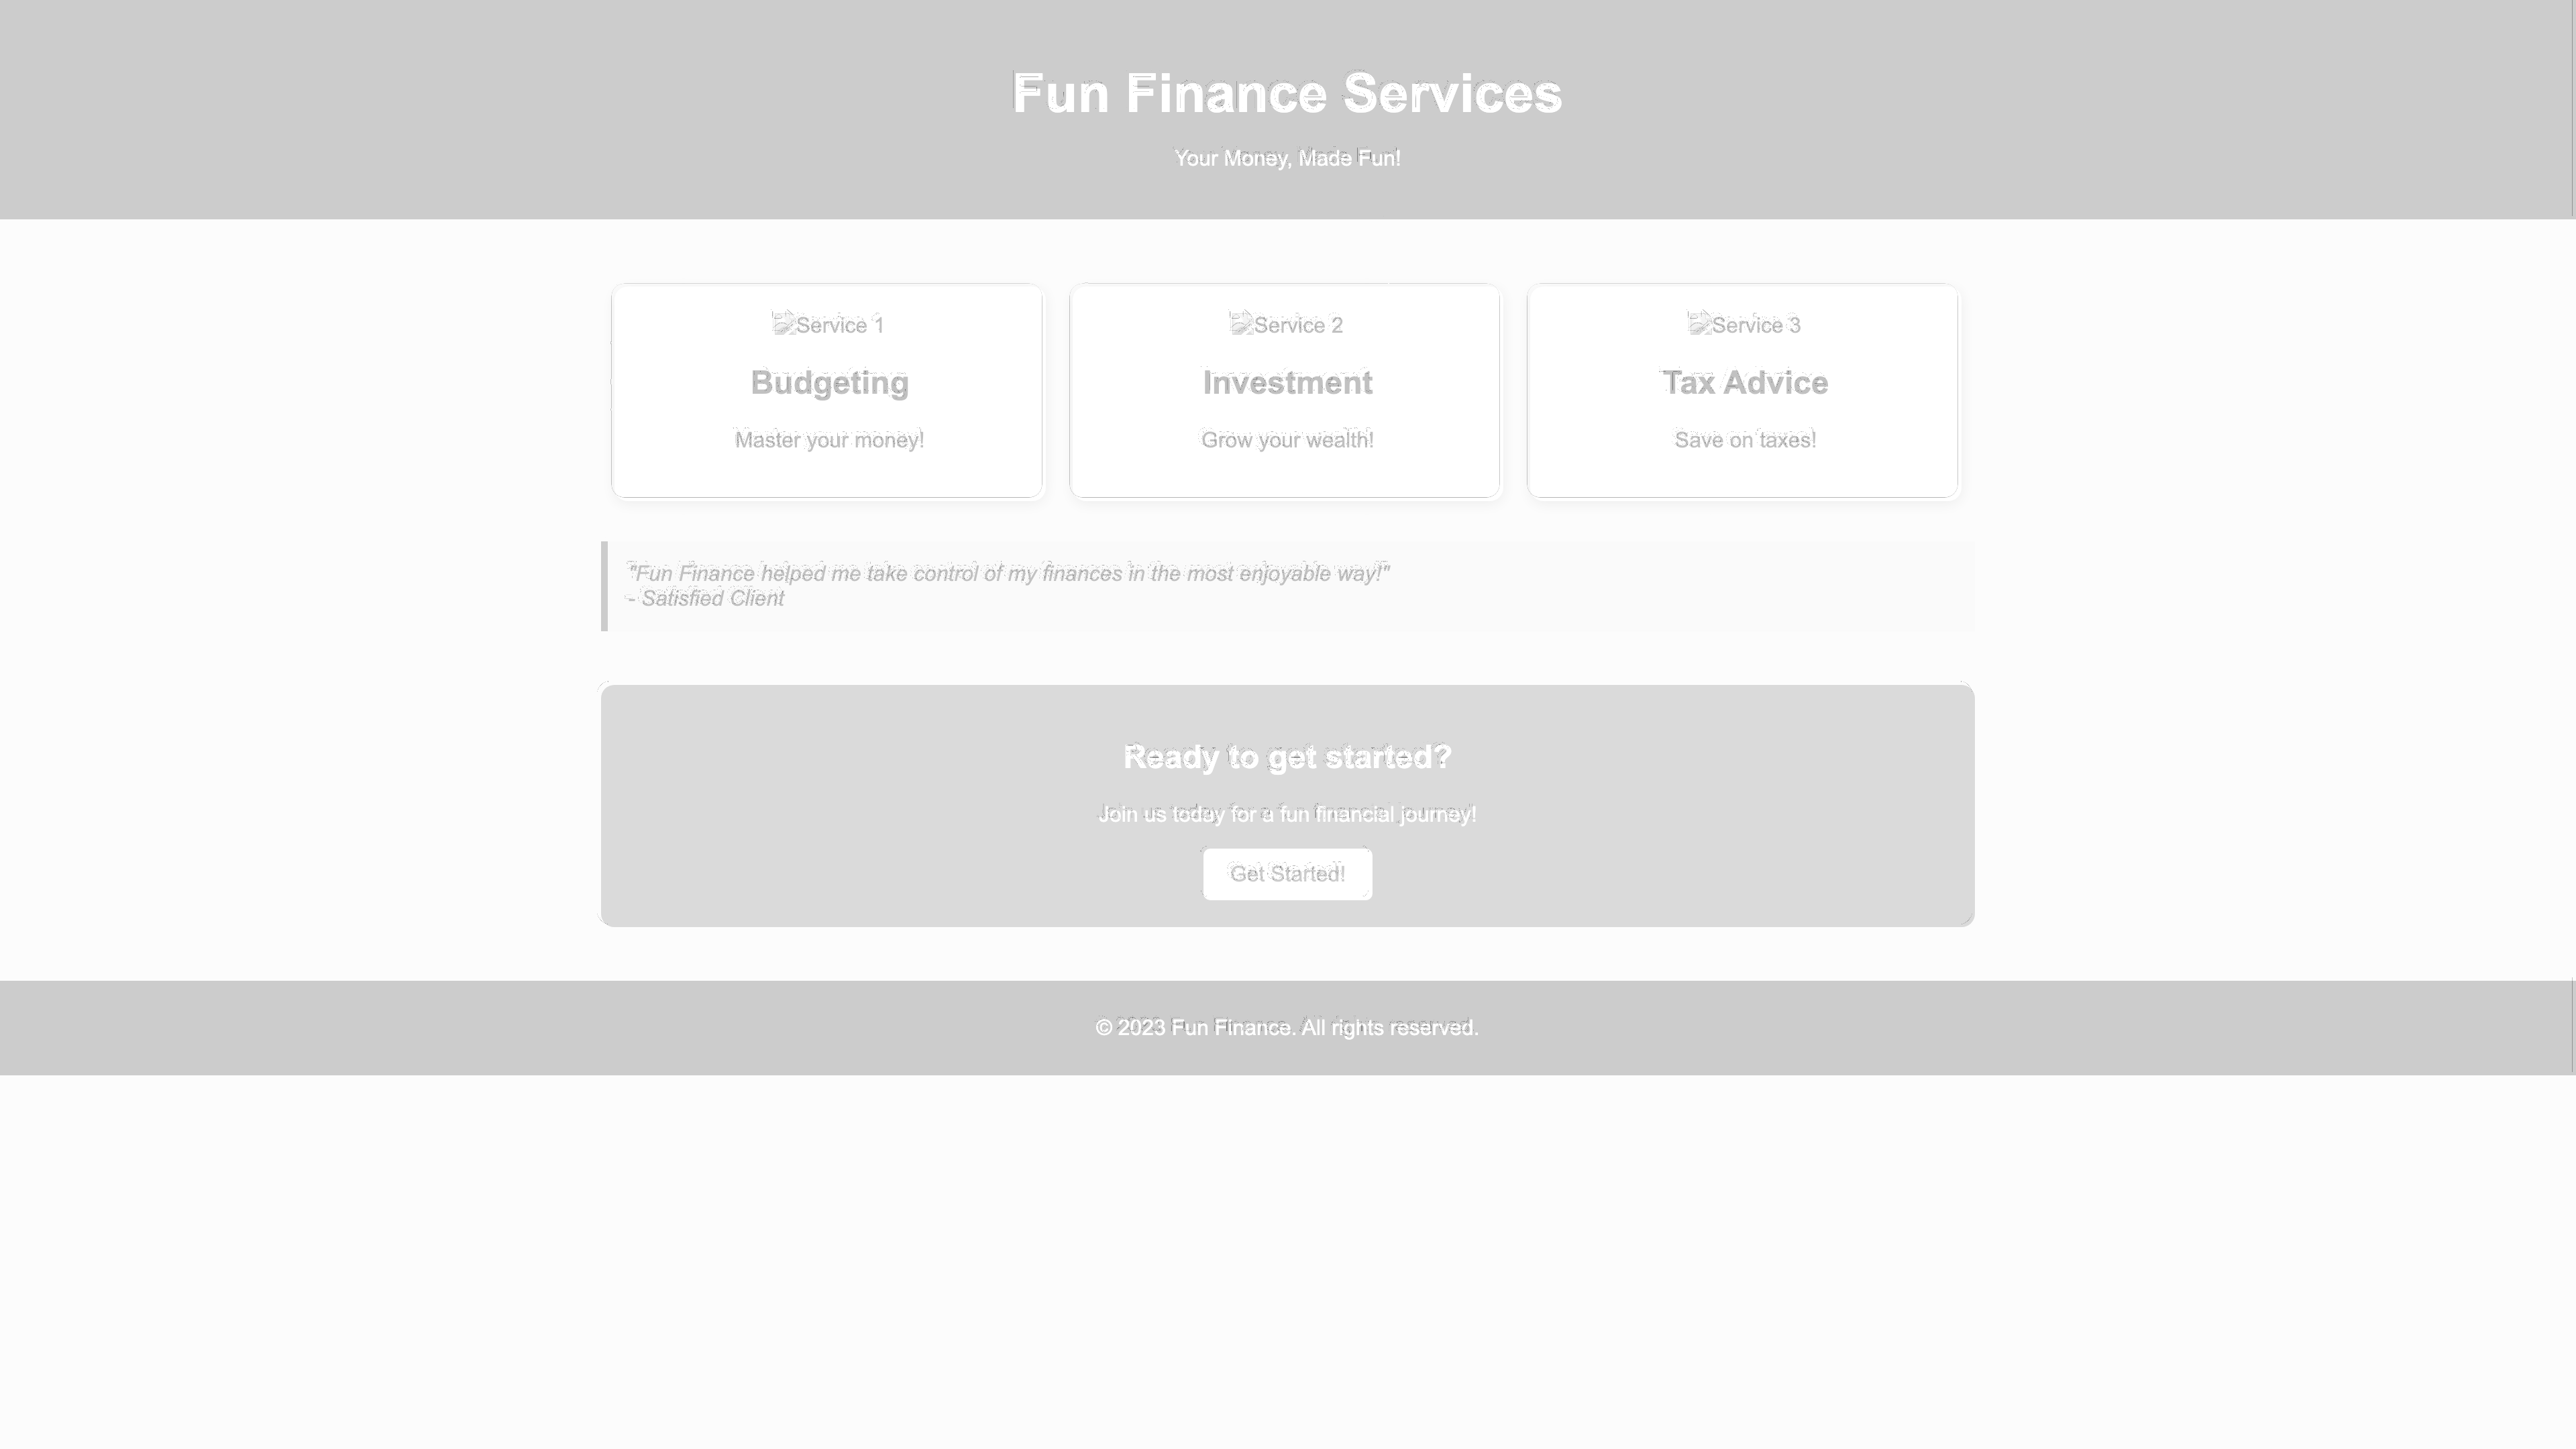 Fun Finance Services
Your Money, Made Fun!
Service 1
Service 2
Service 3
Budgeting
Investment
Tax Advice
Master your money!
Grow your wealth!
Save on taxes!
"Fun Finance helped me take control of my finances in the most enjoyable way!"
- Satisfied Client
Ready to get started?
Join us today for a fun financial journey!
Get Started!
© 2023 Fun Finance. All rights reserved.